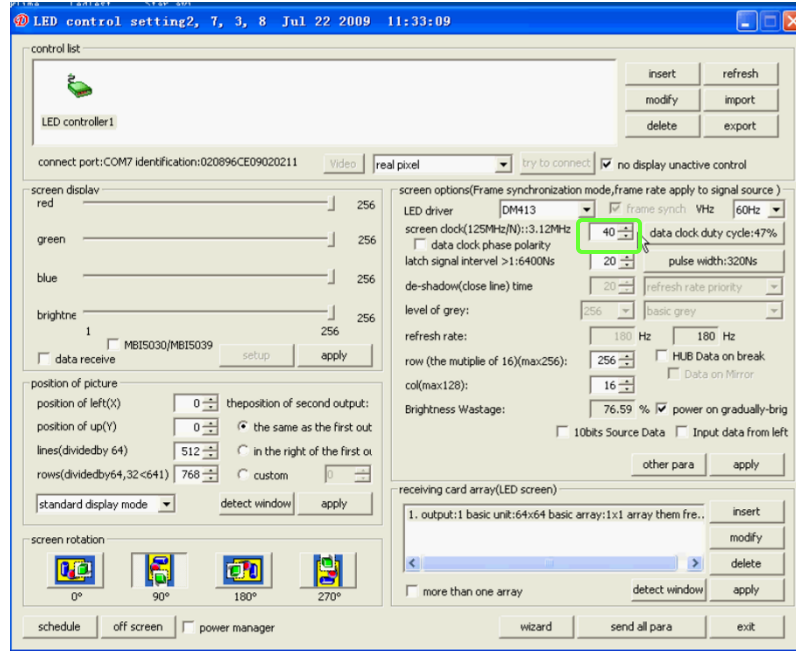 LED control setting2, 7, 3, 8 Jul 22 2009 11:33:09
control list
LED controller1
insert refresh
modify import
delete export
connect port:COM7 identification:020896CE09020211 Video real pixel try to connect no display unactive control
screen display
red 256
green 256
blue 256
brightne 256
1 256
MBI5030/MBI5039
data receive setup apply
position of picture
position of left(X) 0 theposition of second output:
position of up(Y) 0 the same as the first out
lines(dividedby 64) 512 in the right of the first ou
rows(dividedby64,32<641) 768 custom 0
standard display mode detect window apply
screen rotation
0° 90° 180° 270°
screen options(Frame synchronization mode,frame rate apply to signal source )
LED driver DM413 frame synch VHz 60Hz
screen clock(125MHz/N)::3.12MHz 40 data clock duty cycle:47%
data clock phase polarity
latch signal intervel >1:6400Ns 20 pulse width:320Ns
de-shadow(close line) time 20 refresh rate priority
level of grey: 256 basic grey
refresh rate: 180 Hz 180 Hz
row (the mutiplie of 16)(max256): 256 HUB Data on break
Data on Mirror
col(max128): 16
Brightness Wastage: 76.59 % power on gradually-brig
10bits Source Data Input data from left
other para apply
receiving card array(LED screen)
1. output:1 basic unit:64x64 basic array:1x1 array them fre.. insert
modify
delete
more than one array detect window apply
schedule off screen power manager wizard send all para exit